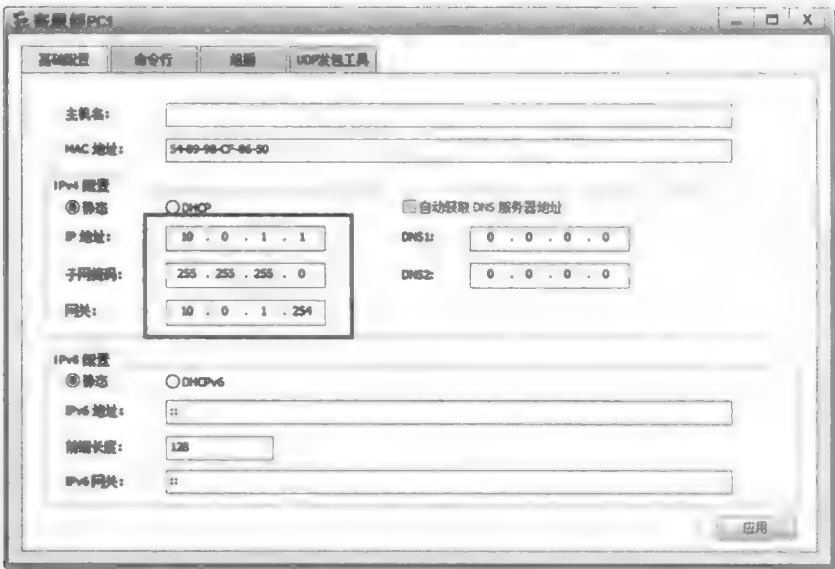 客户端PC1
基础配置 命令行 组播 UDP发包工具
主机名：
MAC 地址： 54-89-98-CF-86-50
IPv4 配置
静态 DHCP 自动获取 DNS 服务器地址
IP 地址： 10 . 0 . 1 . 1 DNS1： 0 . 0 . 0 . 0
子网掩码： 255 . 255 . 255 . 0 DNS2： 0 . 0 . 0 . 0
网关： 10 . 0 . 1 . 254
IPv6 配置
静态 DHCPv6
IPv6 地址： ::
前缀长度： 128
IPv6 网关： ::
应用